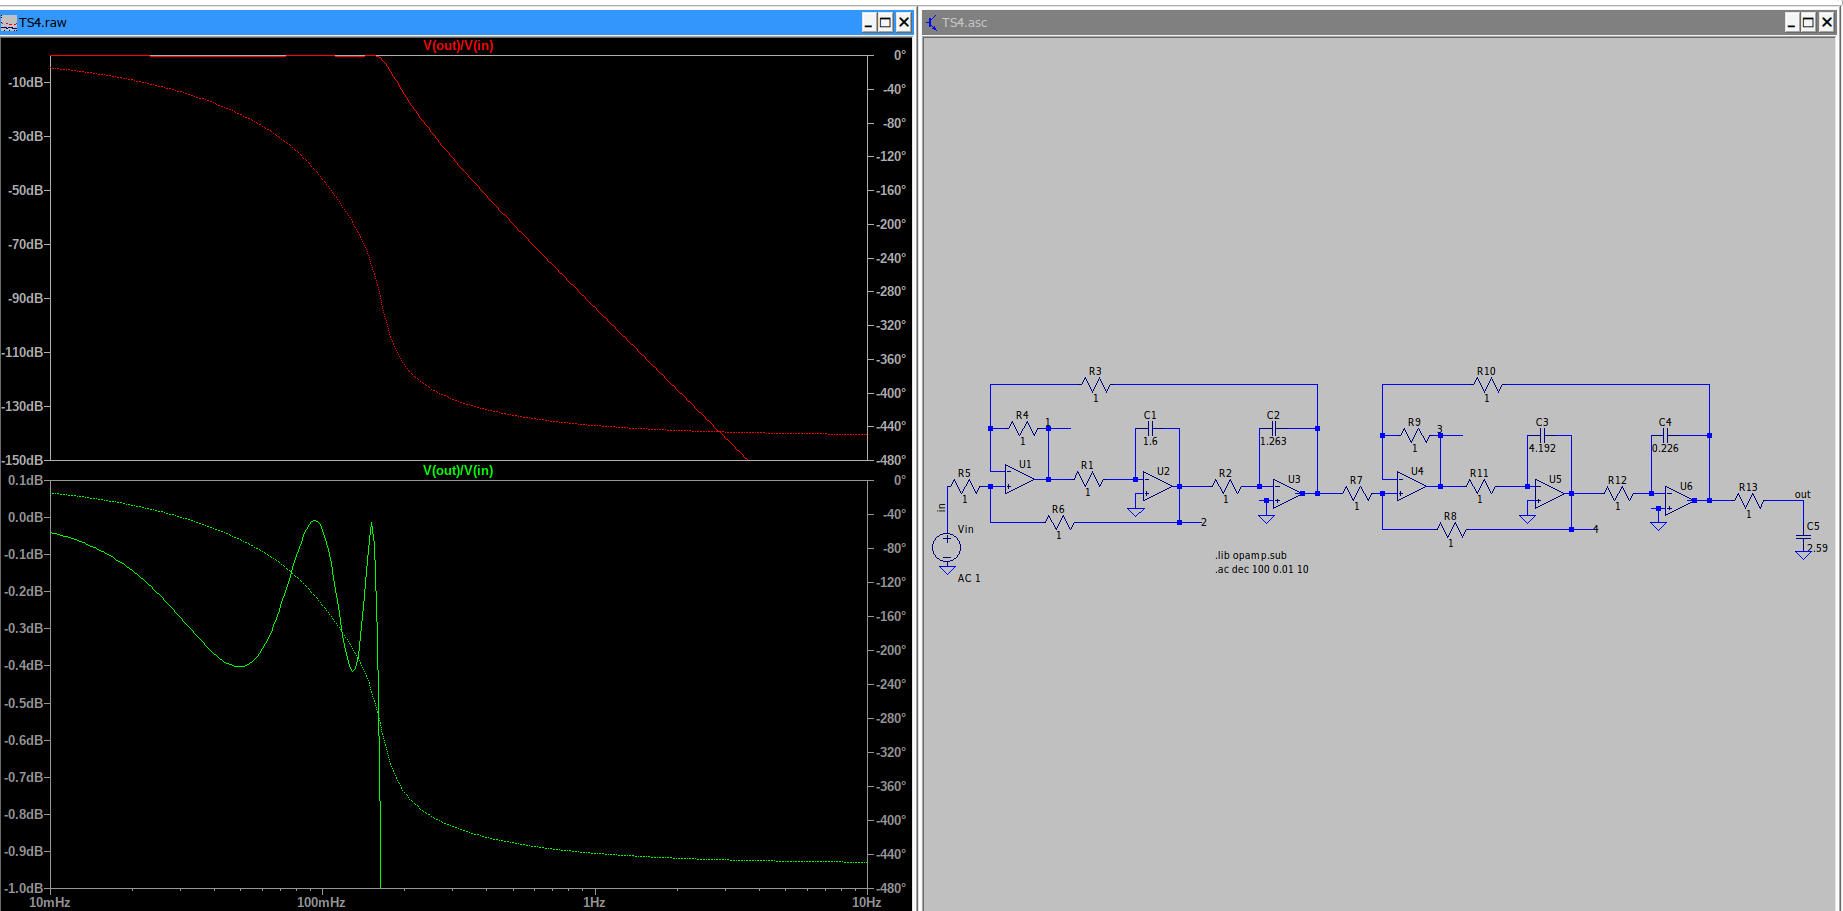 TS4.raw
V(out)/V(in)
-10dB
-30dB
-50dB
-70dB
-90dB
-110dB
-130dB
-150dB
0°
-40°
-80°
-120°
-160°
-200°
-240°
-280°
-320°
-360°
-400°
-440°
-480°
V(out)/V(in)
0.1dB
0.0dB
-0.1dB
-0.2dB
-0.3dB
-0.4dB
-0.5dB
-0.6dB
-0.7dB
-0.8dB
-0.9dB
-1.0dB
0°
-40°
-80°
-120°
-160°
-200°
-240°
-280°
-320°
-360°
-400°
-440°
-480°
10mHz 100mHz 1Hz 10Hz
TS4.asc
R3
1
R10
1
R4
1
1
C1
1.6
C2
1.263
R9
1
3
C3
4.192
C4
0.226
R5
1
U1
R1
1
U2
R2
1
U3
R7
1
U4
R11
1
U5
R12
1
U6
R13
1
out
in
Vin
AC 1
R6
1
2
R8
1
4
C5
2.59
.lib opamp.sub
.ac dec 100 0.01 10